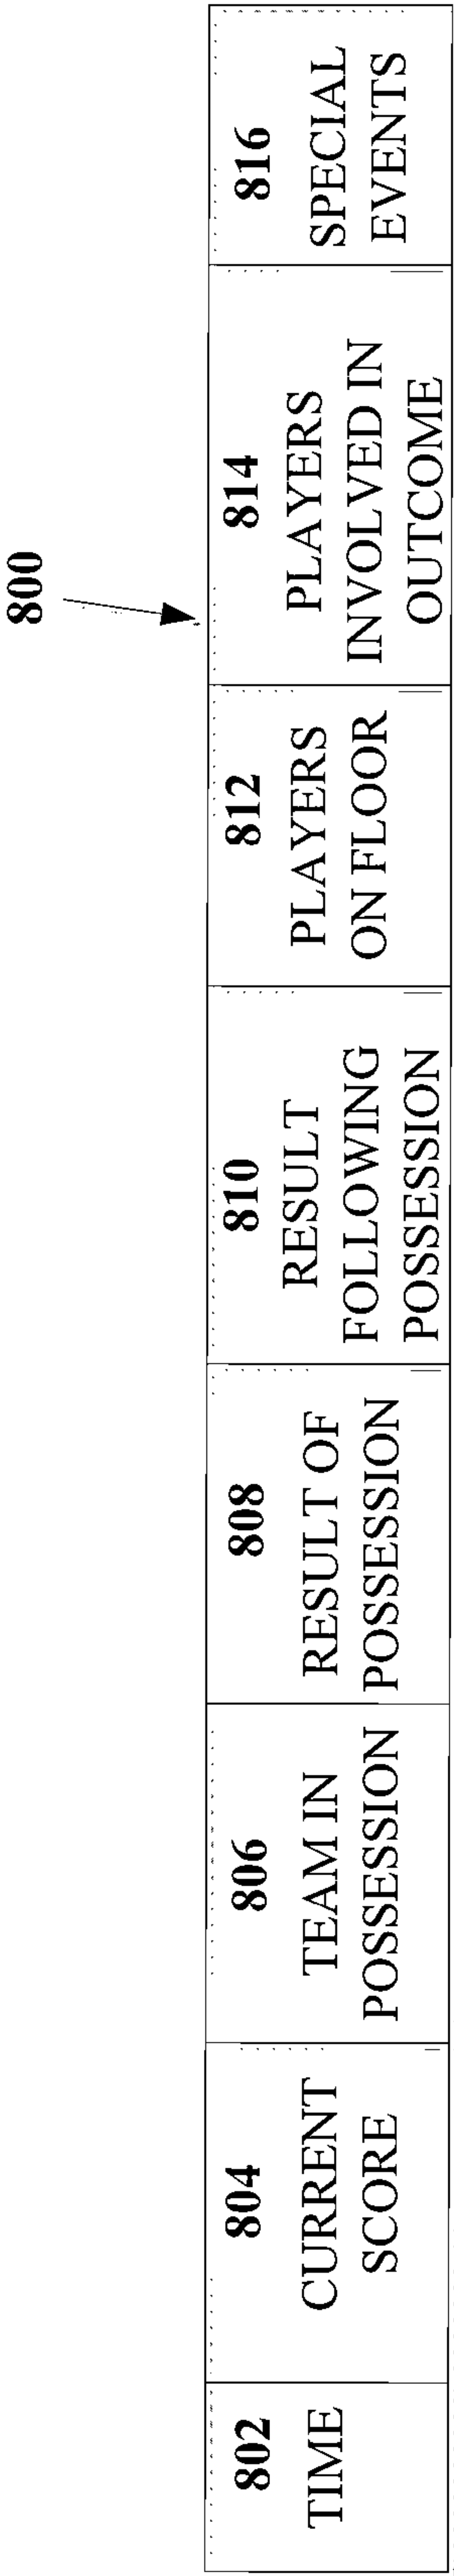 800
802
TIME
804
CURRENT
SCORE
806
TEAM IN
POSSESSION
808
RESULT OF
POSSESSION
810
RESULT
FOLLOWING
POSSESSION
812
PLAYERS
ON FLOOR
814
PLAYERS
INVOLVED IN
OUTCOME
816
SPECIAL
EVENTS